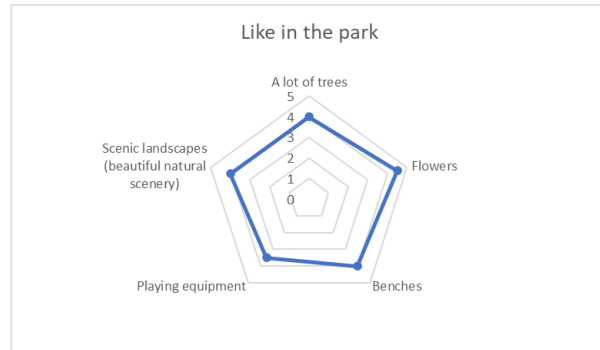 Like in the park
A lot of trees
5
4
3
2
1
0
Scenic landscapes
(beautiful natural
scenery)
Flowers
Playing equipment
Benches